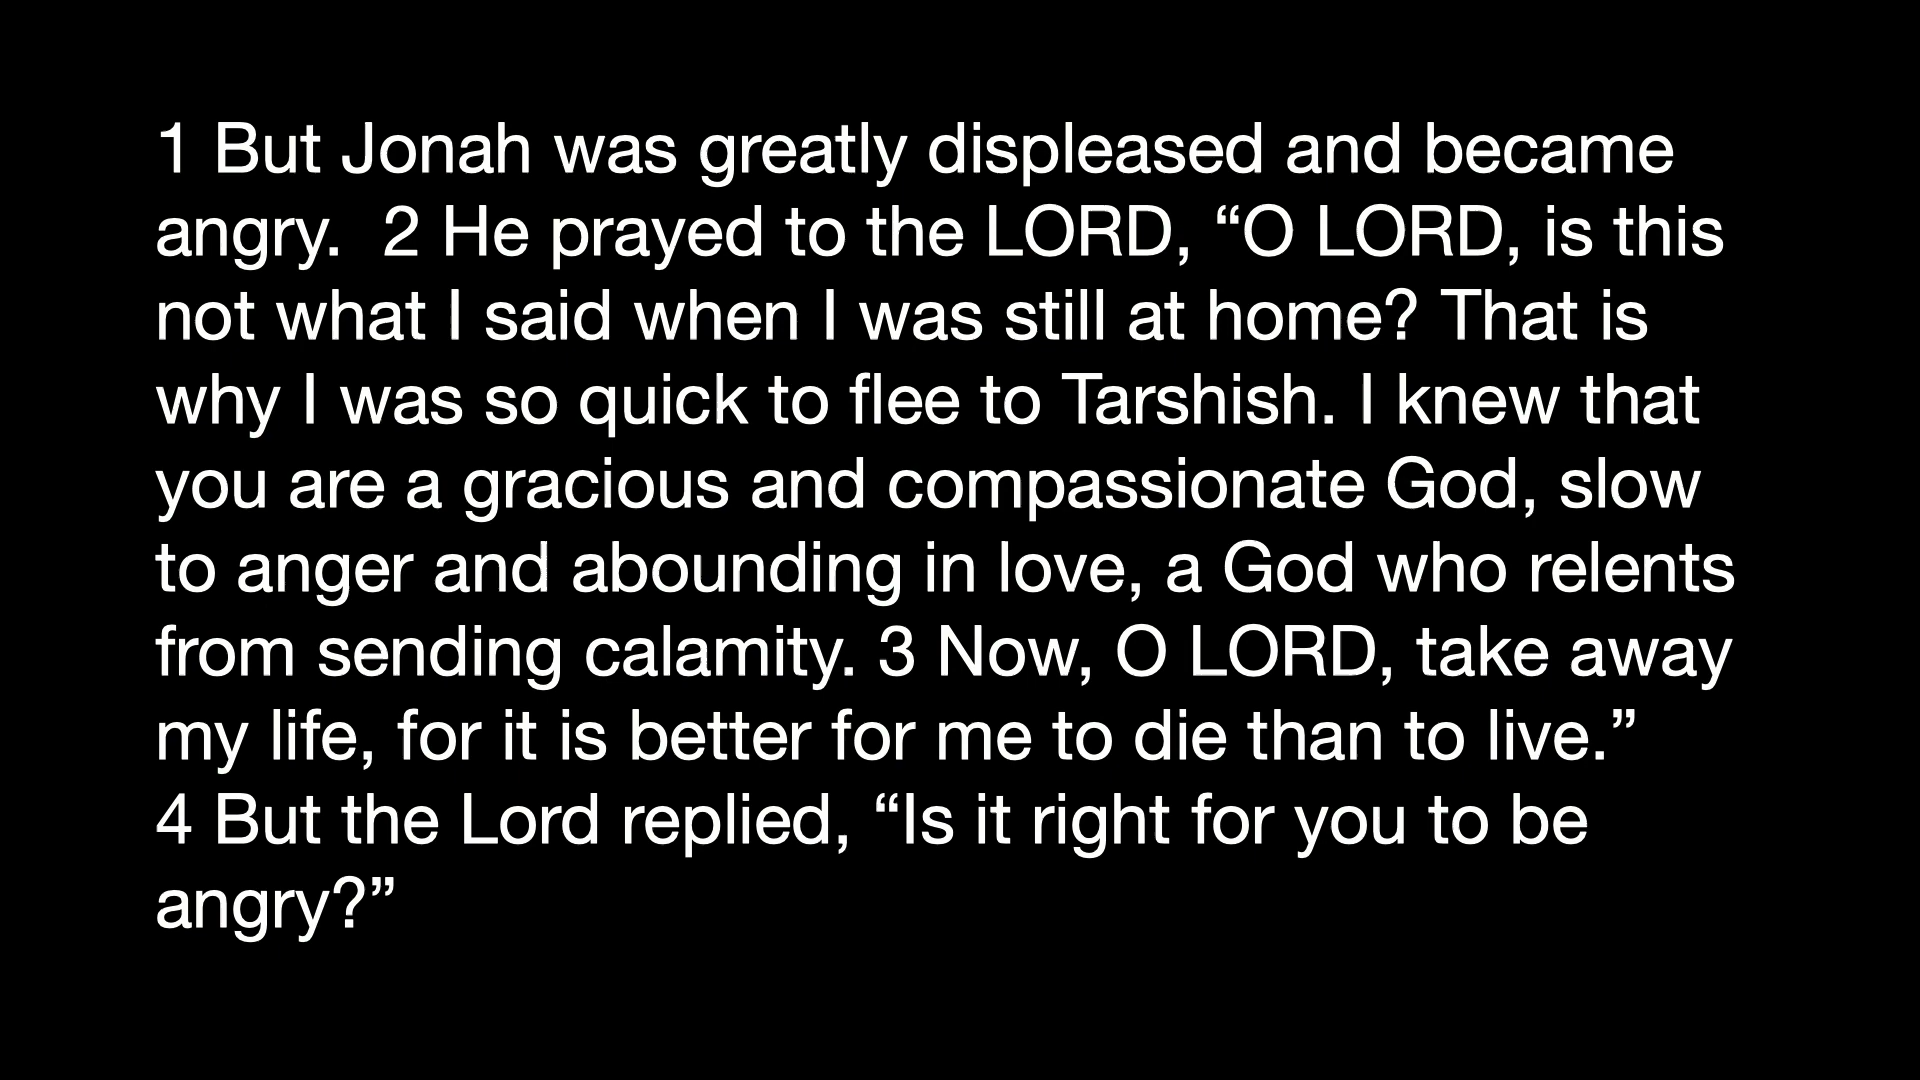 1 But Jonah was greatly displeased and became
angry.  2 He prayed to the LORD, “O LORD, is this
not what I said when I was still at home? That is
why I was so quick to flee to Tarshish. I knew that
you are a gracious and compassionate God, slow
to anger and abounding in love, a God who relents
from sending calamity. 3 Now, O LORD, take away
my life, for it is better for me to die than to live.”
4 But the Lord replied, “Is it right for you to be
angry?”